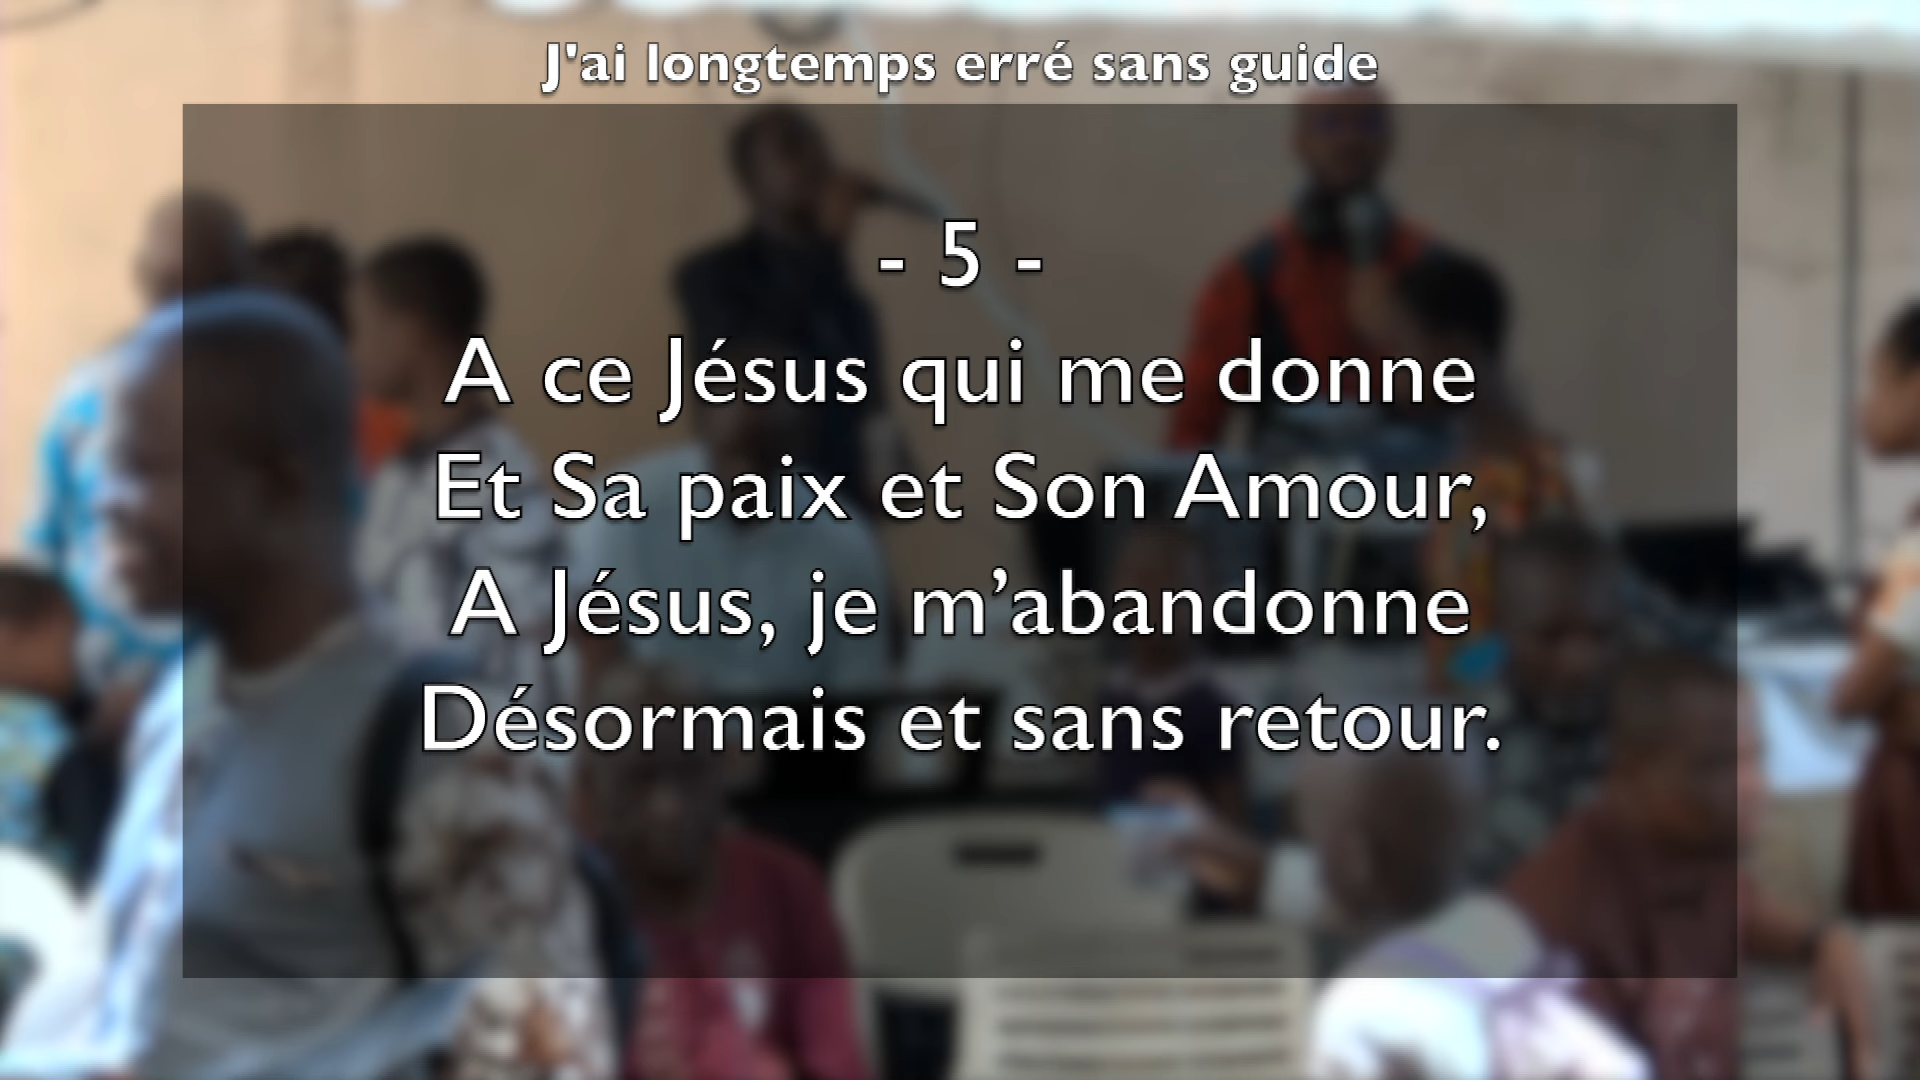 J'ai longtemps erré sans guide
- 5 -
A ce Jésus qui me donne
Et Sa paix et Son Amour,
A Jésus, je m’abandonne
Désormais et sans retour.